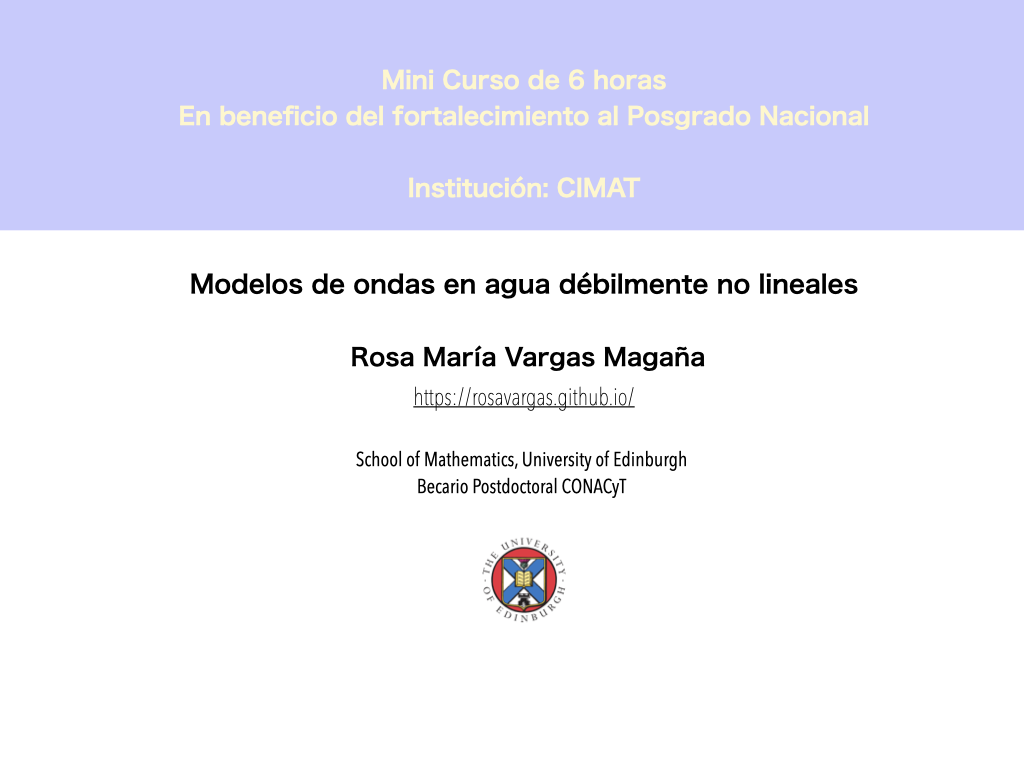 Mini Curso de 6 horas
En beneficio del fortalecimiento al Posgrado Nacional
Institución: CIMAT
Modelos de ondas en agua débilmente no lineales
Rosa María Vargas Magaña
https://rosavargas.github.io/
School of Mathematics, University of Edinburgh
Becario Postdoctoral CONACyT
THE UNIVERSITY OF EDINBURGH